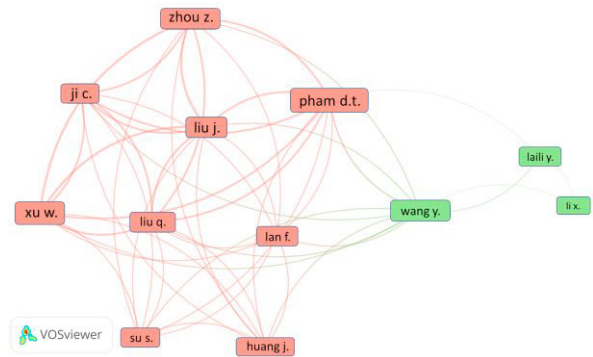 zhou z.
ji c.
pham d.t.
liu j.
laili y.
li x.
xu w.
liu q.
wang y.
lan f.
VOSviewer
su s.
huang j.